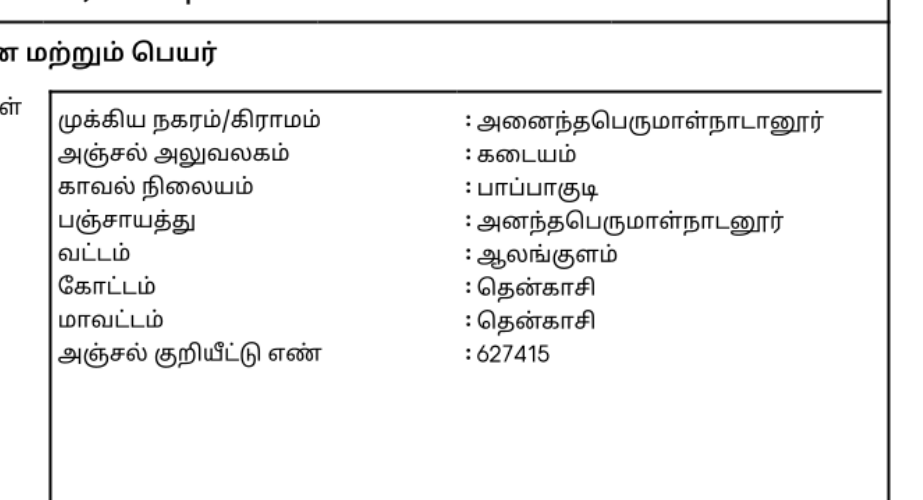 ன மற்றும் பெயர்
ள்
முக்கிய நகரம்/கிராமம் : அனைந்தபெருமாள்நாடானூர்
அஞ்சல் அலுவலகம் : கடையம்
காவல் நிலையம் : பாப்பாகுடி
பஞ்சாயத்து : அனந்தபெருமாள்நாடனூர்
வட்டம் : ஆலங்குளம்
கோட்டம் : தென்காசி
மாவட்டம் : தென்காசி
அஞ்சல் குறியீட்டு எண் : 627415